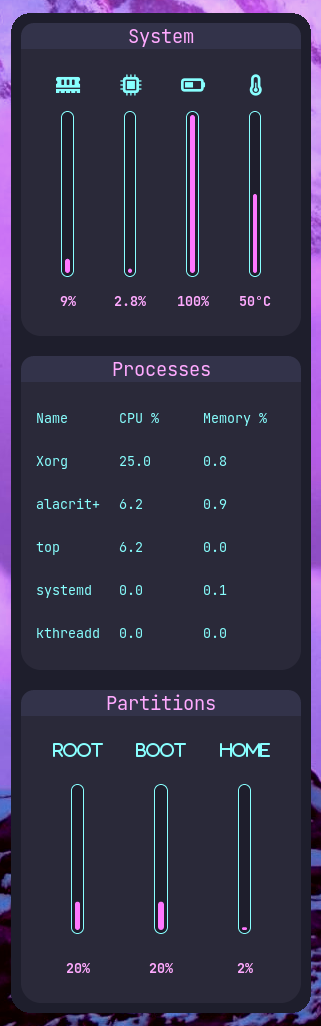 System
9% 2.8% 100% 50°C
Processes
Name CPU % Memory %
Xorg 25.0 0.8
alacrit+ 6.2 0.9
top 6.2 0.0
systemd 0.0 0.1
kthreadd 0.0 0.0
Partitions
ROOT BOOT HOME
20% 20% 2%